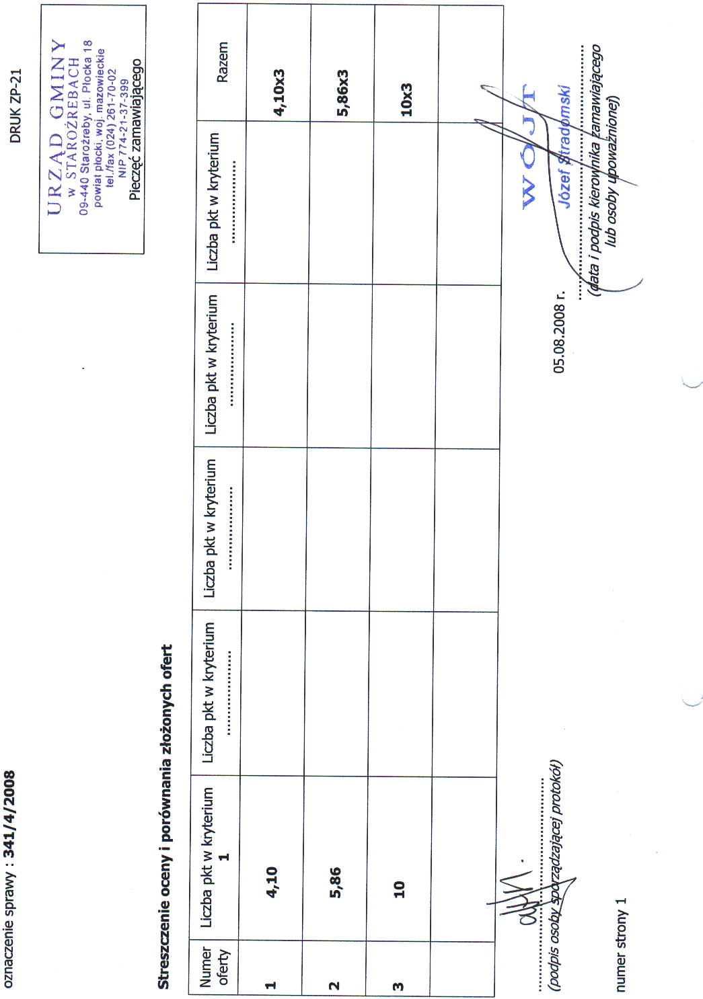 oznaczenie sprawy : 341/4/2008
DRUK ZP-21
URZĄD GMINY
w STAROŹREBACH
09-440 Staroźreby, ul. Płocka 18
powiat płocki, woj. mazowieckie
tel./fax (024) 261-70-02
NIP 774-21-37-399
Pieczęć zamawiającego
Streszczenie oceny i porównania złożonych ofert
Numer oferty | Liczba pkt w kryterium 1 | Liczba pkt w kryterium ........................ | Liczba pkt w kryterium ........................ | Liczba pkt w kryterium ........................ | Liczba pkt w kryterium ........................ | Razem
1 | 4,10 | | | | | 4,10x3
2 | 5,86 | | | | | 5,86x3
3 | 10 | | | | | 10x3
WÓJT
Józef Stradomski
05.08.2008 r.
(podpis osoby sporządzającej protokół)
(data i podpis kierownika zamawiającego
lub osoby upoważnionej)
numer strony 1